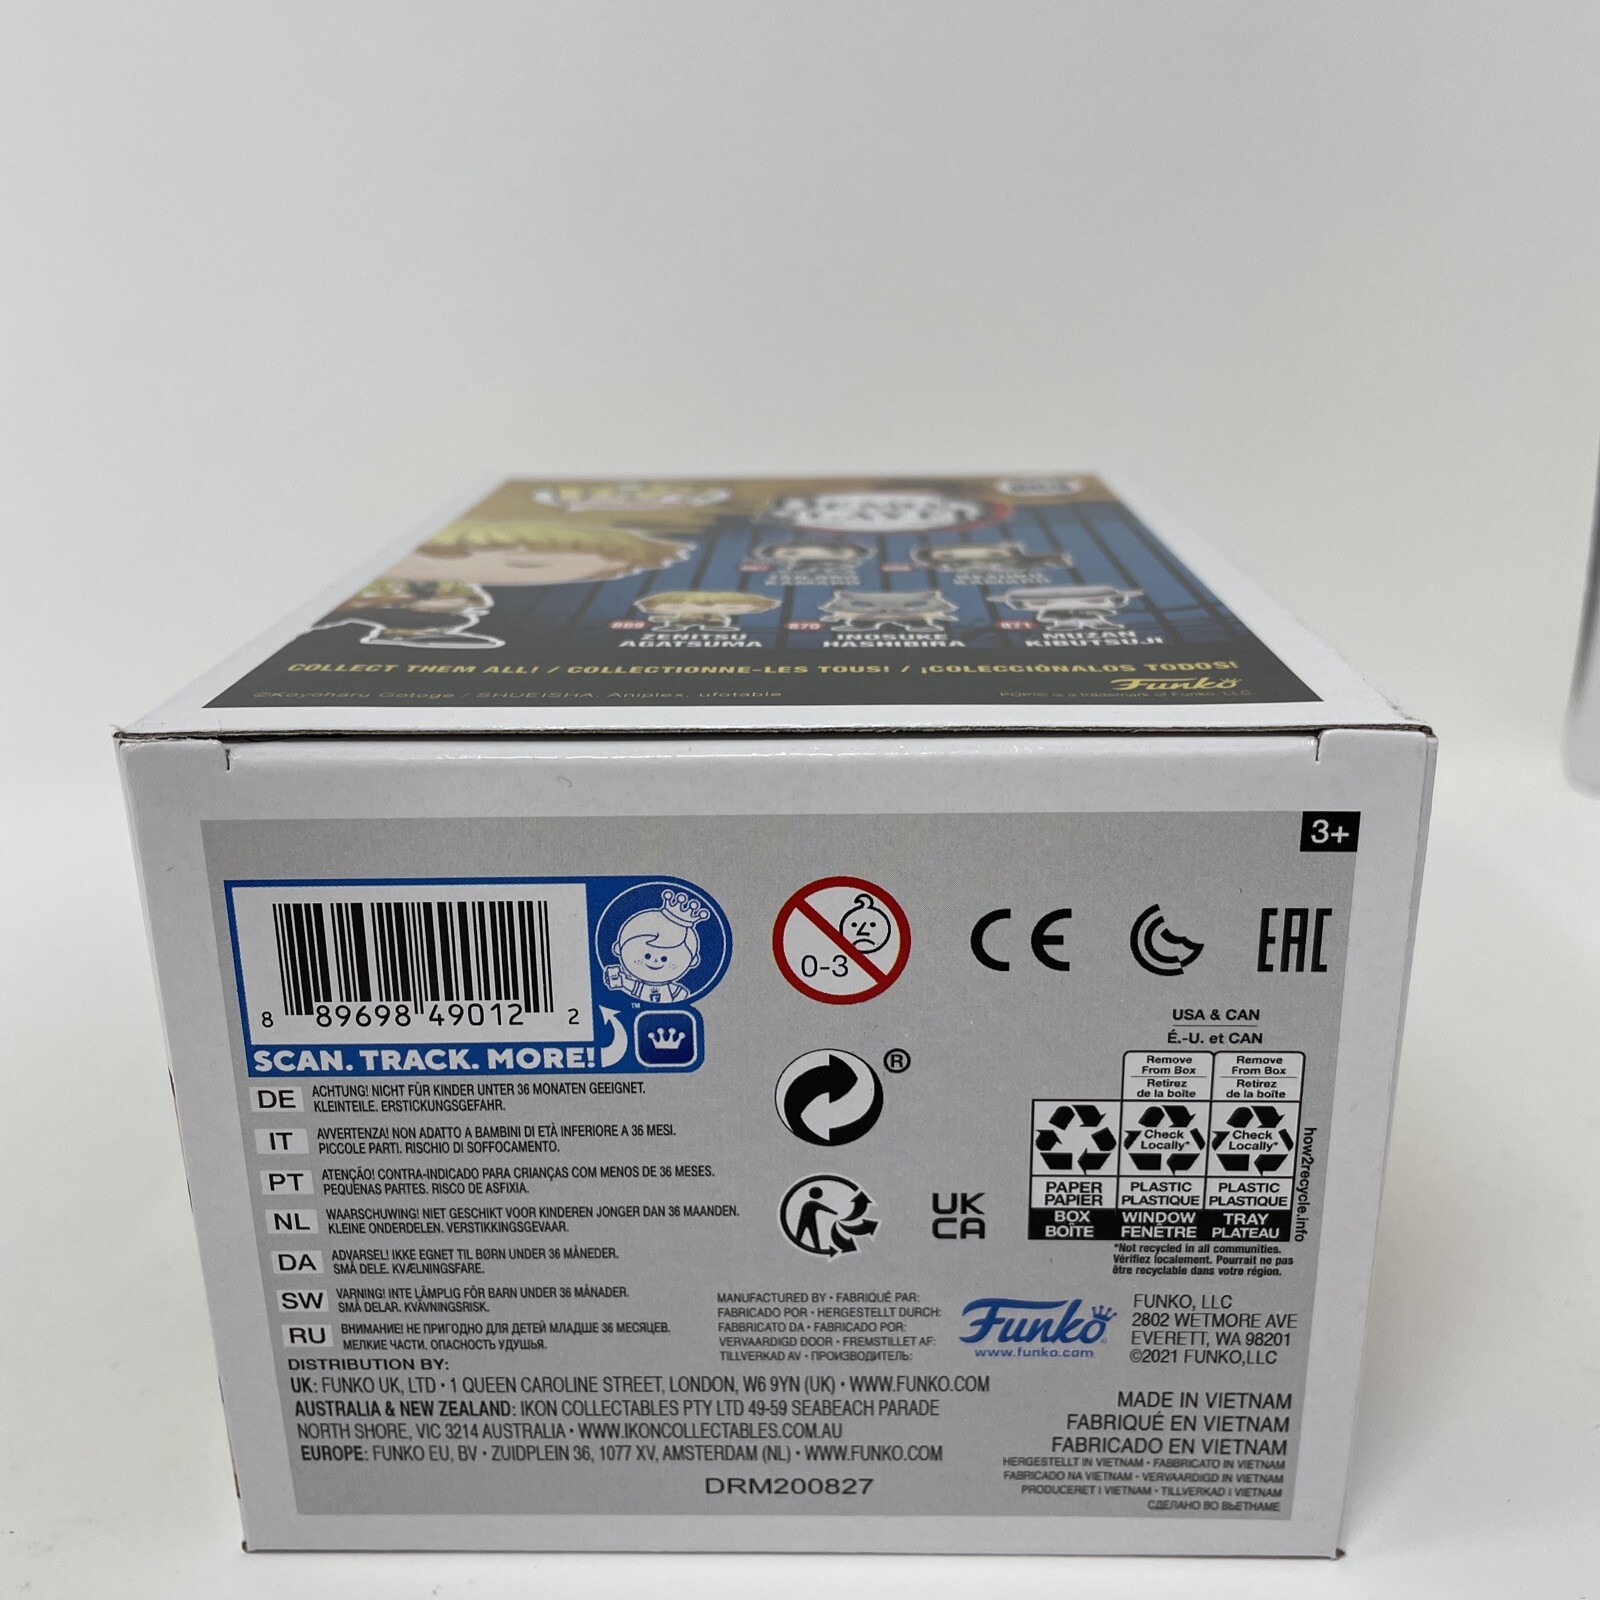 TANJIRO
KAMADO
KAMADO
869
ZENITSU
AGATSUMA
870
INOSUKE
HASHIBIRA
871
MUZAN
KIBUTSUJI
COLLECT THEM ALL! / COLLECTIONNE-LES TOUS! / ¡COLECCIÓNALOS TODOS!
Funko
©Koyoharu Gotoge / SHUEISHA, Aniplex, ufotable
POP!® is a trademark of Funko, LLC
3+
8 89698 49012 2
TM
SCAN. TRACK. MORE!
0-3
CE
EAC
®
USA & CAN
É.-U. et CAN
Remove From Box
Retirez de la boîte
Remove From Box
Retirez de la boîte
Check Locally*
Check Locally*
PAPER PAPIER
PLASTIC PLASTIQUE
PLASTIC PLASTIQUE
BOX BOÎTE
WINDOW FENÊTRE
TRAY PLATEAU
how2recycle.info
*Not recycled in all communities.
Vérifiez localement. Pourrait ne pas
être recyclable dans votre région.
UK
CA
DE ACHTUNG! NICHT FÜR KINDER UNTER 36 MONATEN GEEIGNET.
KLEINTEILE. ERSTICKUNGSGEFAHR.
IT AVVERTENZA! NON ADATTO A BAMBINI DI ETÀ INFERIORE A 36 MESI.
PICCOLE PARTI. RISCHIO DI SOFFOCAMENTO.
PT ATENÇÃO! CONTRA-INDICADO PARA CRIANÇAS COM MENOS DE 36 MESES.
PEQUENAS PARTES. RISCO DE ASFIXIA.
NL WAARSCHUWING! NIET GESCHIKT VOOR KINDEREN JONGER DAN 36 MAANDEN.
KLEINE ONDERDELEN. VERSTIKKINGSGEVAAR.
DA ADVARSEL! IKKE EGNET TIL BØRN UNDER 36 MÅNEDER.
SMÅ DELE. KVÆLNINGSFARE.
SW VARNING! INTE LÄMPLIG FÖR BARN UNDER 36 MÅNADER.
SMÅ DELAR. KVÄVNINGSRISK.
RU ВНИМАНИЕ! НЕ ПРИГОДНО ДЛЯ ДЕТЕЙ МЛАДШЕ 36 МЕСЯЦЕВ.
МЕЛКИЕ ЧАСТИ. ОПАСНОСТЬ УДУШЬЯ.
MANUFACTURED BY • FABRIQUÉ PAR:
FABRICADO POR • HERGESTELLT DURCH:
FABBRICATO DA • FABRICADO POR:
VERVAARDIGD DOOR • FREMSTILLET AF:
TILLVERKAD AV • ПРОИЗВОДИТЕЛЬ:
Funko
www.funko.com
FUNKO, LLC
2802 WETMORE AVE
EVERETT, WA 98201
©2021 FUNKO,LLC
DISTRIBUTION BY:
UK: FUNKO UK, LTD • 1 QUEEN CAROLINE STREET, LONDON, W6 9YN (UK) • WWW.FUNKO.COM
AUSTRALIA & NEW ZEALAND: IKON COLLECTABLES PTY LTD 49-59 SEABEACH PARADE
NORTH SHORE, VIC 3214 AUSTRALIA • WWW.IKONCOLLECTABLES.COM.AU
EUROPE: FUNKO EU, BV • ZUIDPLEIN 36, 1077 XV, AMSTERDAM (NL) • WWW.FUNKO.COM
DRM200827
MADE IN VIETNAM
FABRIQUÉ EN VIETNAM
FABRICADO EN VIETNAM
HERGESTELLT IN VIETNAM • FABBRICATO IN VIETNAM
FABRICADO NA VIETNAM • VERVAARDIGD IN VIETNAM
PRODUCERET I VIETNAM • TILLVERKAD I VIETNAM
СДЕЛАНО ВО ВЬЕТНАМЕ